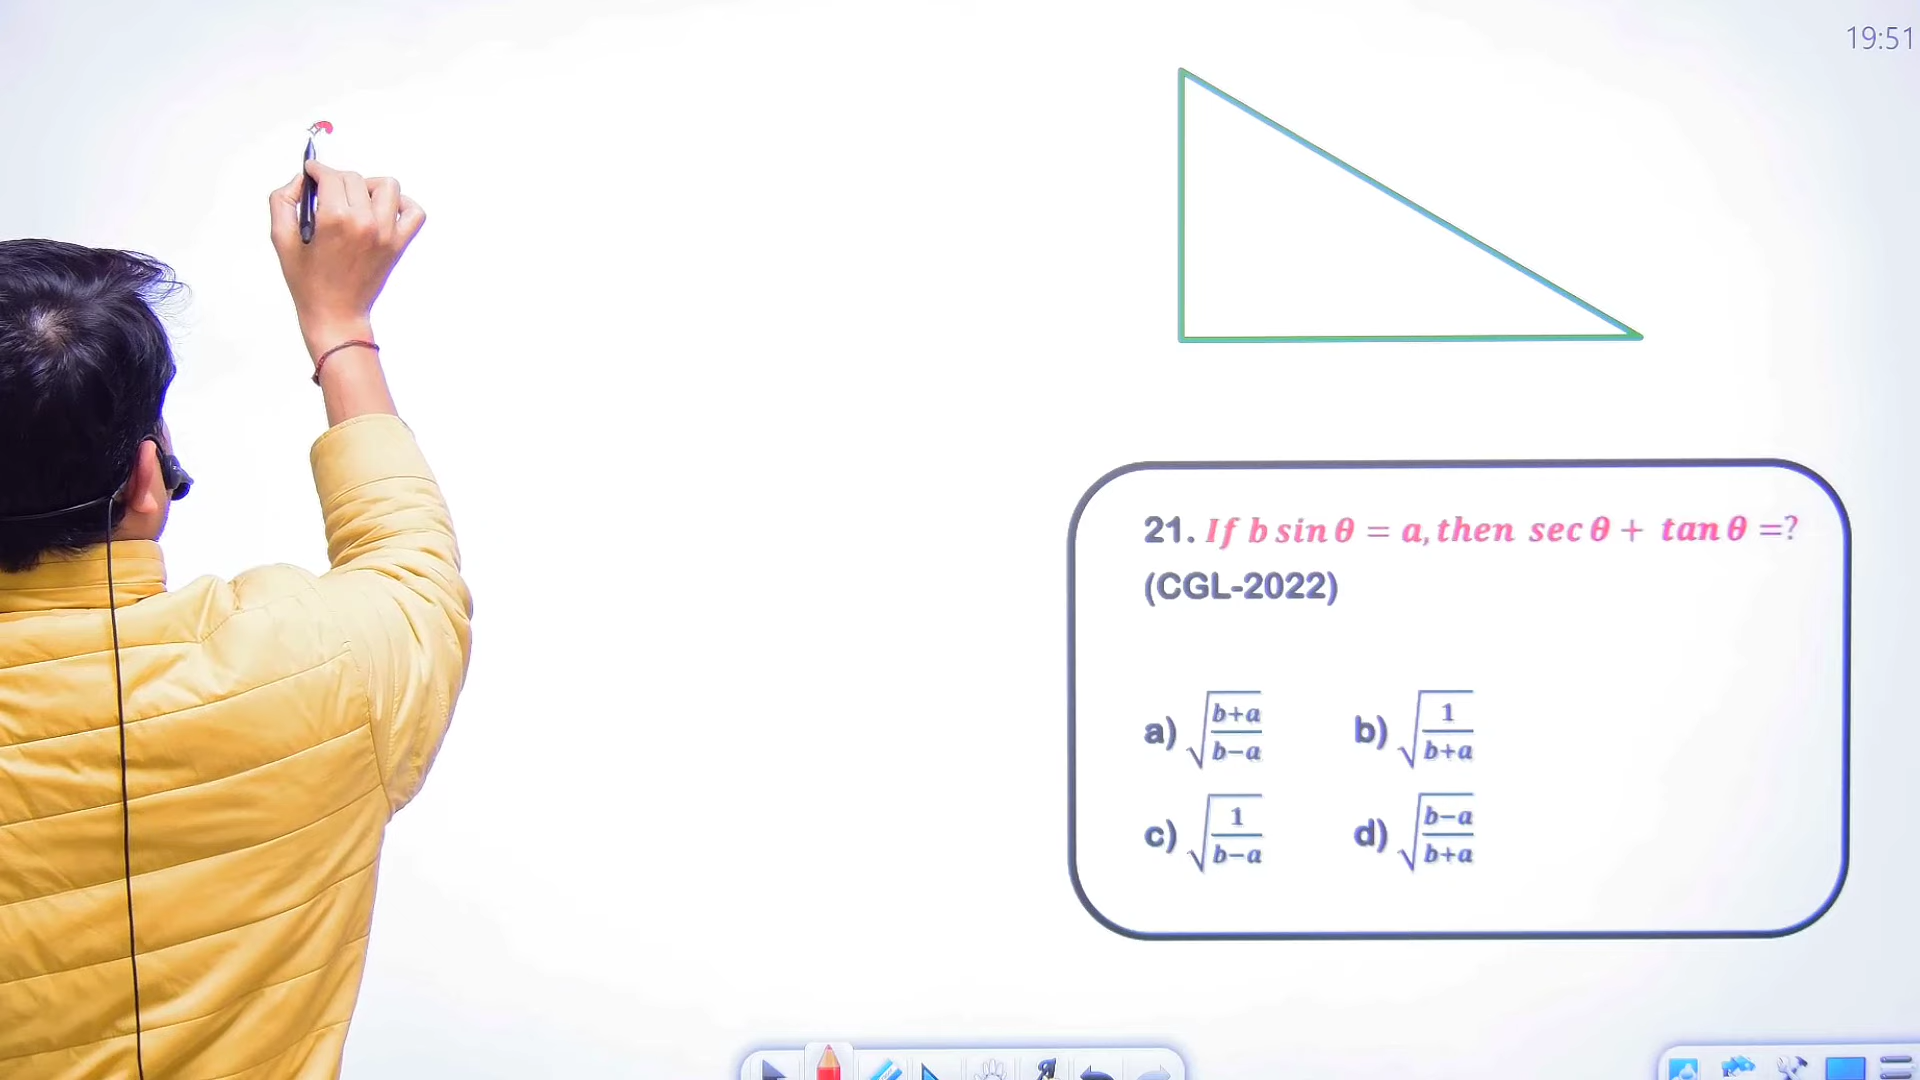 19:51
21. If b sin θ = a, then sec θ + tan θ =?
(CGL-2022)
a) √((b+a)/(b−a)) b) √(1/(b+a))
c) √(1/(b−a)) d) √((b−a)/(b+a))